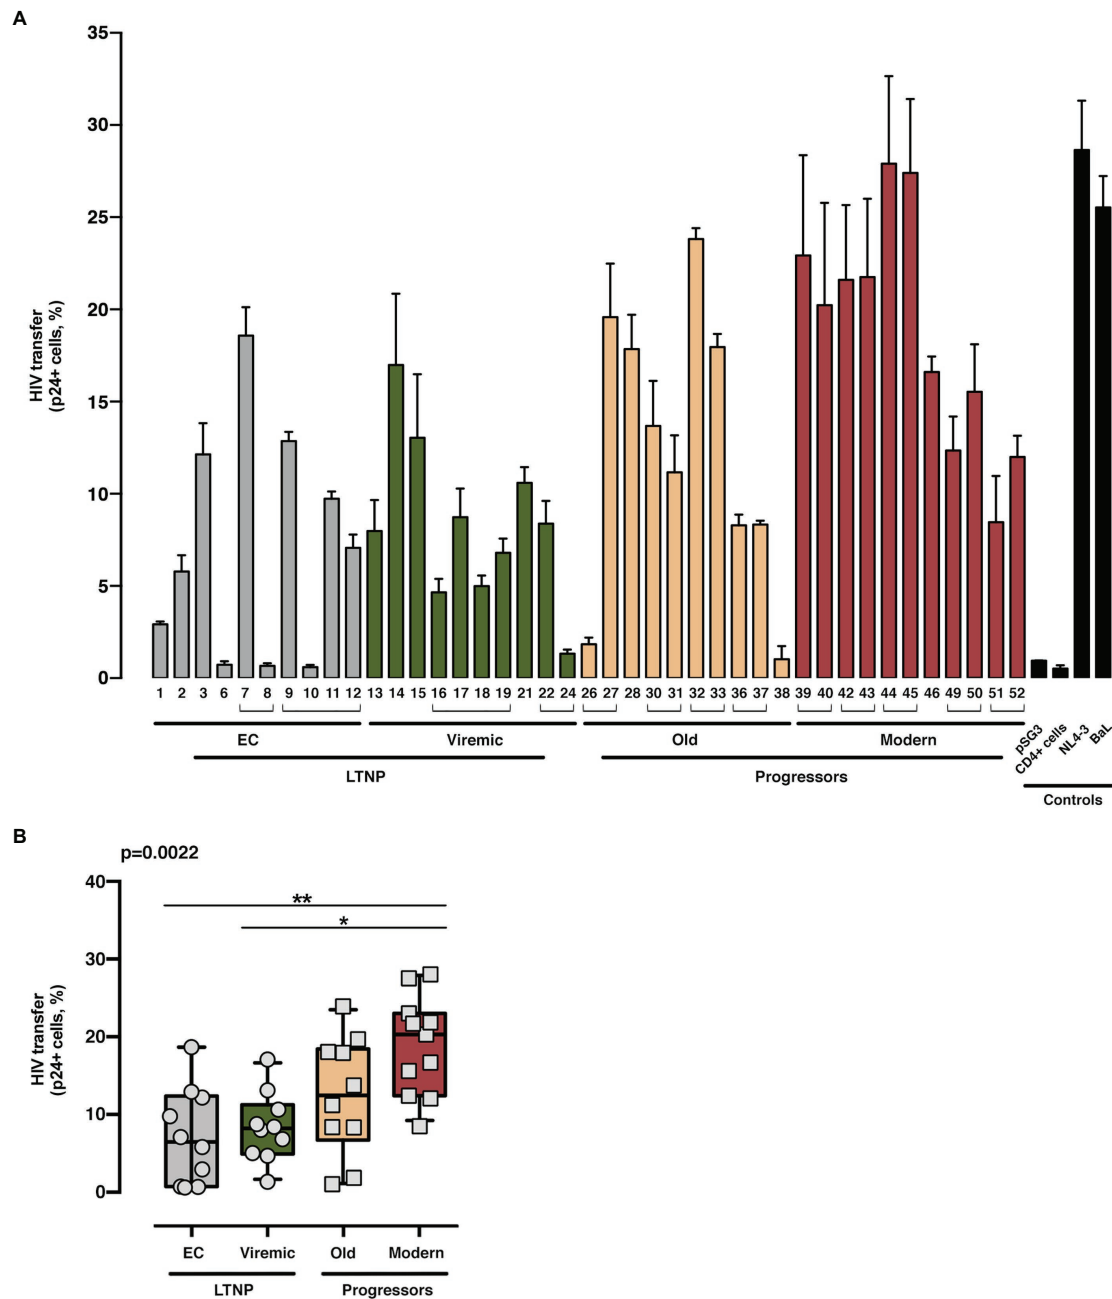 A
35
30
25
20
15
10
5
0
HIV transfer
(p24+ cells, %)
1 2 3 6 7 8 9 10 11 12 13 14 15 16 17 18 19 21 22 24 26 27 28 30 31 32 33 36 37 38 39 40 42 43 44 45 46 49 50 51 52 pSG3 CD4+ cells NL4-3 BaL
EC Viremic Old Modern
LTNP Progressors
Controls
B
p=0.0022
40
30
20
10
0
HIV transfer
(p24+ cells, %)
**
*
EC Viremic Old Modern
LTNP Progressors